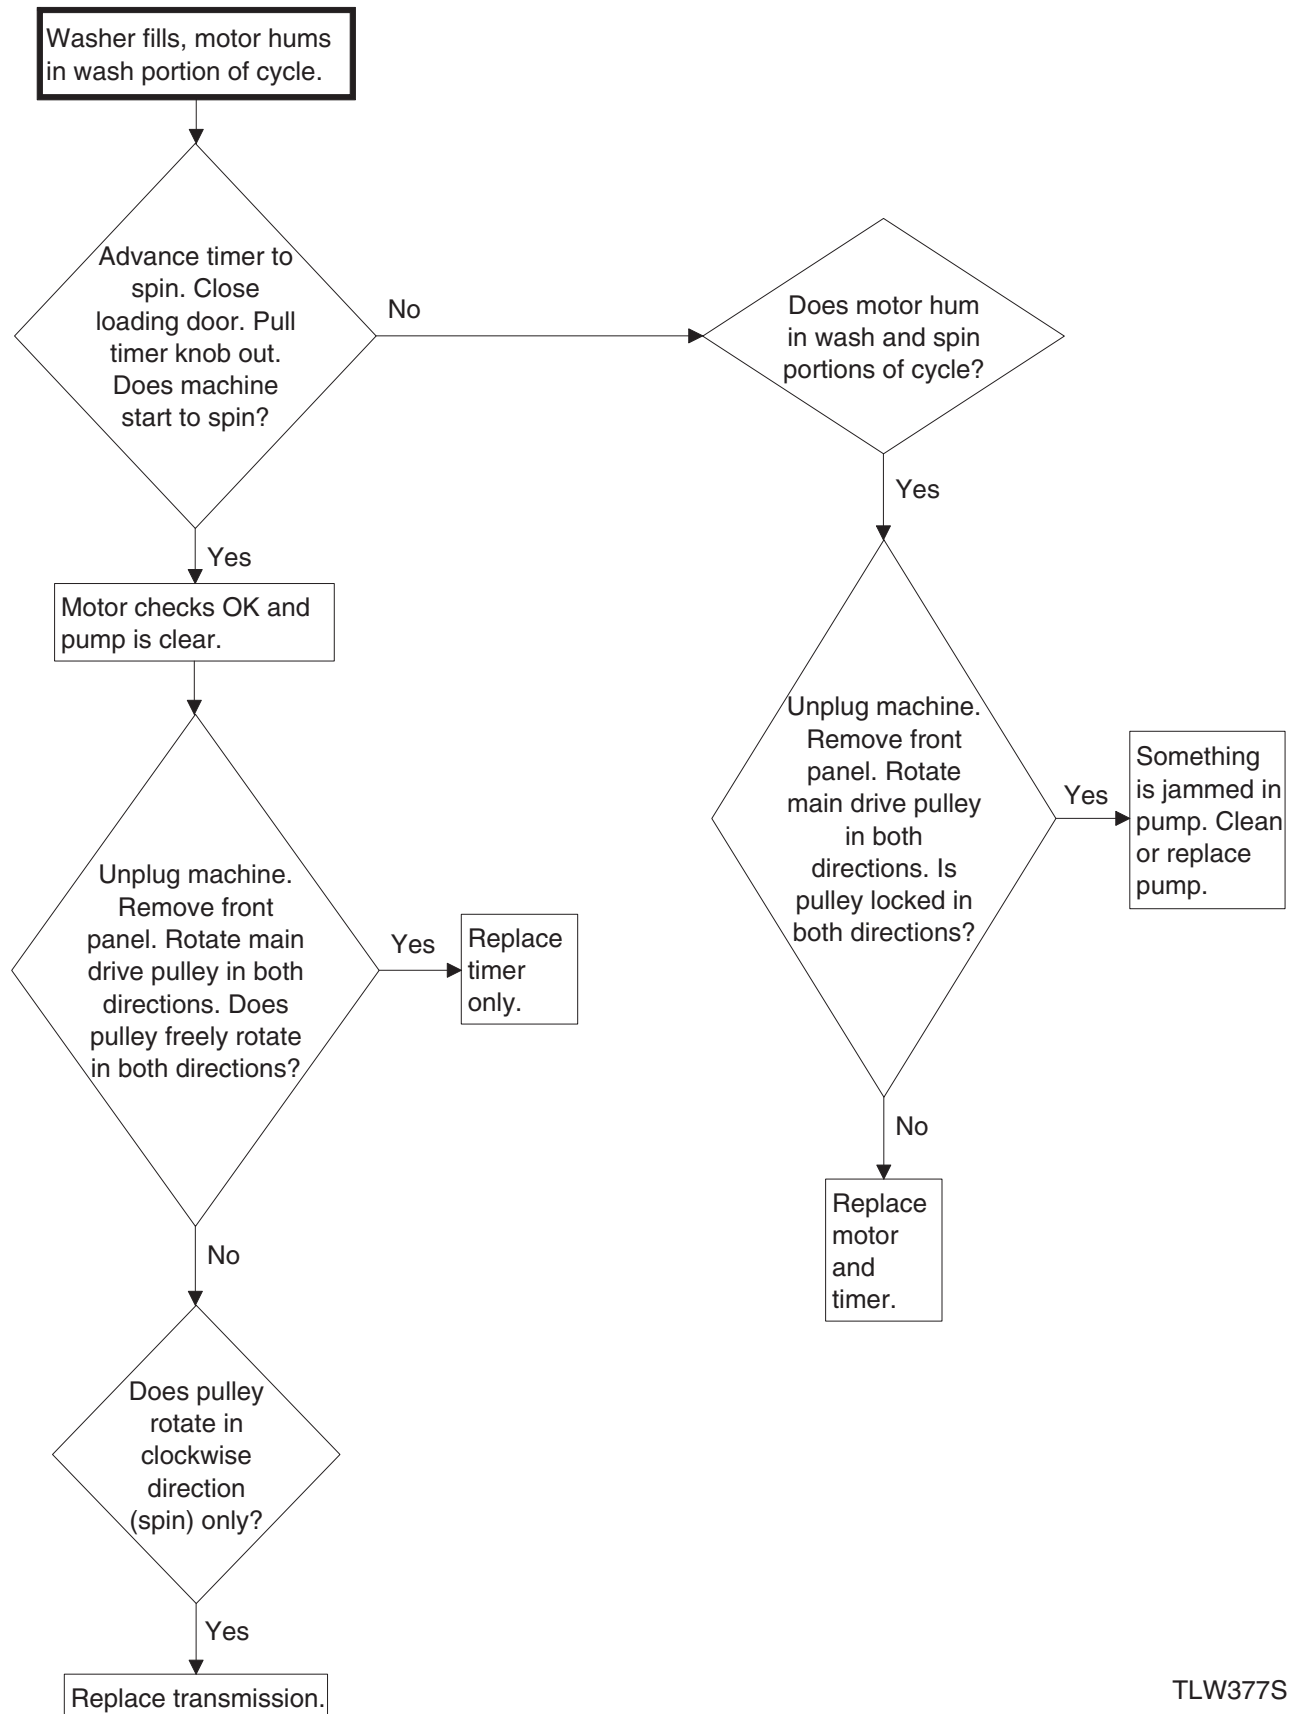 Washer fills, motor hums
in wash portion of cycle.
Advance timer to
spin. Close
loading door. Pull
timer knob out.
Does machine
start to spin?
No
Does motor hum
in wash and spin
portions of cycle?
Yes
Yes
Motor checks OK and
pump is clear.
Unplug machine.
Remove front
panel. Rotate main
drive pulley in both
directions. Does
pulley freely rotate
in both directions?
Yes
Replace
timer
only.
No
Does pulley
rotate in
clockwise
direction
(spin) only?
Yes
Replace transmission.
Unplug machine.
Remove front
panel. Rotate
main drive pulley
in both
directions. Is
pulley locked in
both directions?
Yes
Something
is jammed in
pump. Clean
or replace
pump.
No
Replace
motor
and
timer.
TLW377S